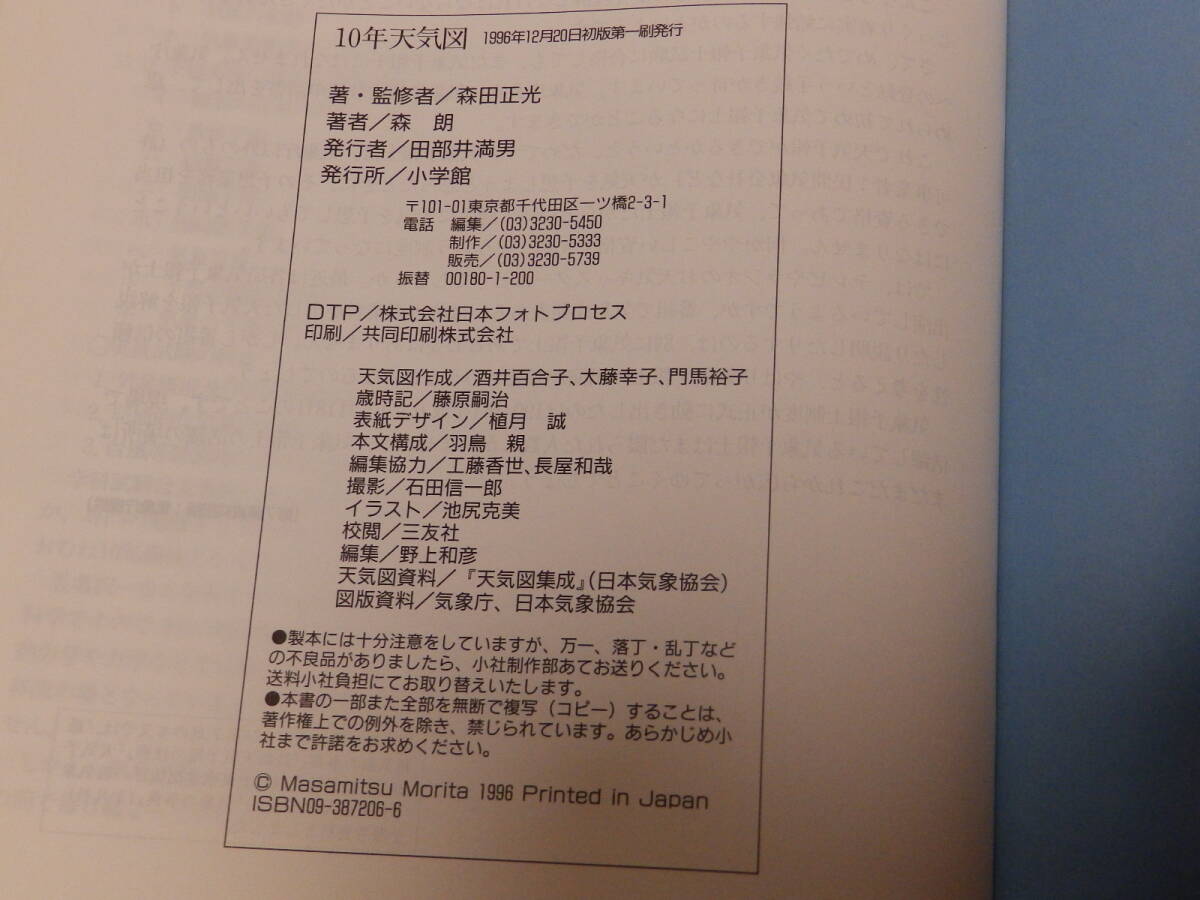 10年天気図 1996年12月20日初版第一刷発行
著・監修者／森田正光
著者／森　朗
発行者／田部井満男
発行所／小学館
〒101-01東京都千代田区一ツ橋2-3-1
電話　編集／(03)3230-5450
制作／(03)3230-5333
販売／(03)3230-5739
振替　00180-1-200
DTP／株式会社日本フォトプロセス
印刷／共同印刷株式会社
天気図作成／酒井百合子、大藤幸子、門馬裕子
歳時記／藤原嗣治
表紙デザイン／植月　誠
本文構成／羽鳥　親
編集協力／工藤香世、長屋和哉
撮影／石田信一郎
イラスト／池尻克美
校閲／三友社
編集／野上和彦
天気図資料／『天気図集成』（日本気象協会）
図版資料／気象庁、日本気象協会
●製本には十分注意をしていますが、万一、落丁・乱丁など
の不良品がありましたら、小社制作部あてお送りください。
送料小社負担にてお取り替えいたします。
●本書の一部また全部を無断で複写（コピー）することは、
著作権上での例外を除き、禁じられています。あらかじめ小
社まで許諾をお求めください。
© Masamitsu Morita 1996 Printed in Japan
ISBN09-387206-6